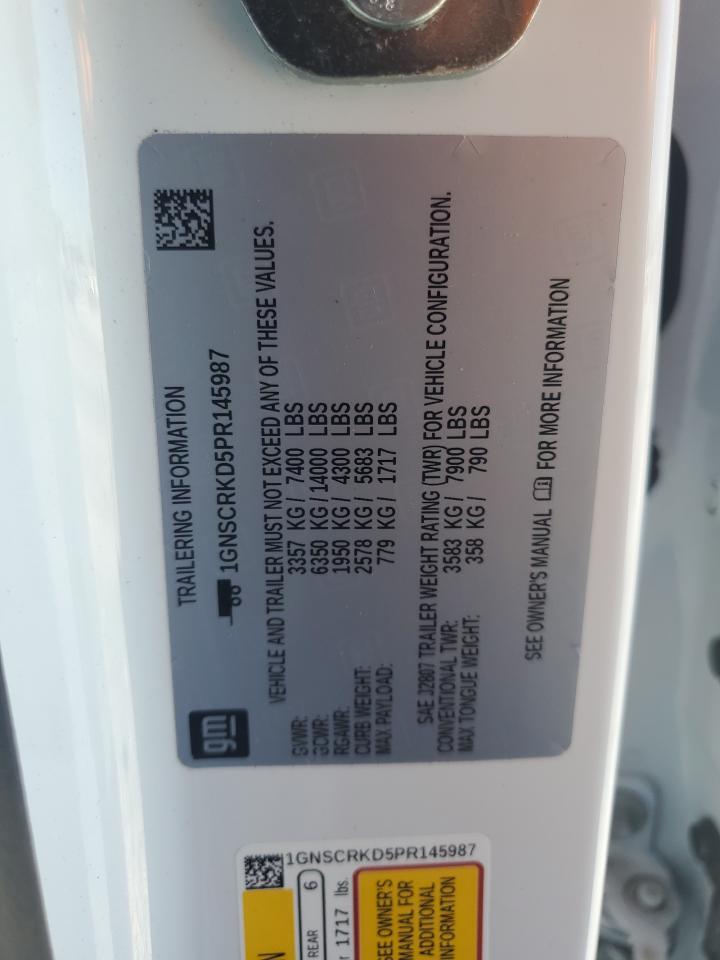 gm
TRAILERING INFORMATION
1GNSCRKD5PR145987
VEHICLE AND TRAILER MUST NOT EXCEED ANY OF THESE VALUES.
GVWR: 3357 KG / 7400 LBS
GCWR: 6350 KG / 14000 LBS
RGAWR: 1950 KG / 4300 LBS
CURB WEIGHT: 2578 KG / 5683 LBS
MAX PAYLOAD: 779 KG / 1717 LBS
SAE J2807 TRAILER WEIGHT RATING (TWR) FOR VEHICLE CONFIGURATION.
CONVENTIONAL TWR: 3583 KG / 7900 LBS
MAX TONGUE WEIGHT: 358 KG / 790 LBS
SEE OWNER'S MANUAL FOR MORE INFORMATION
1GNSCRKD5PR145987
N
REAR 6
r 1717 lbs.
SEE OWNER'S
MANUAL FOR
ADDITIONAL
INFORMATION